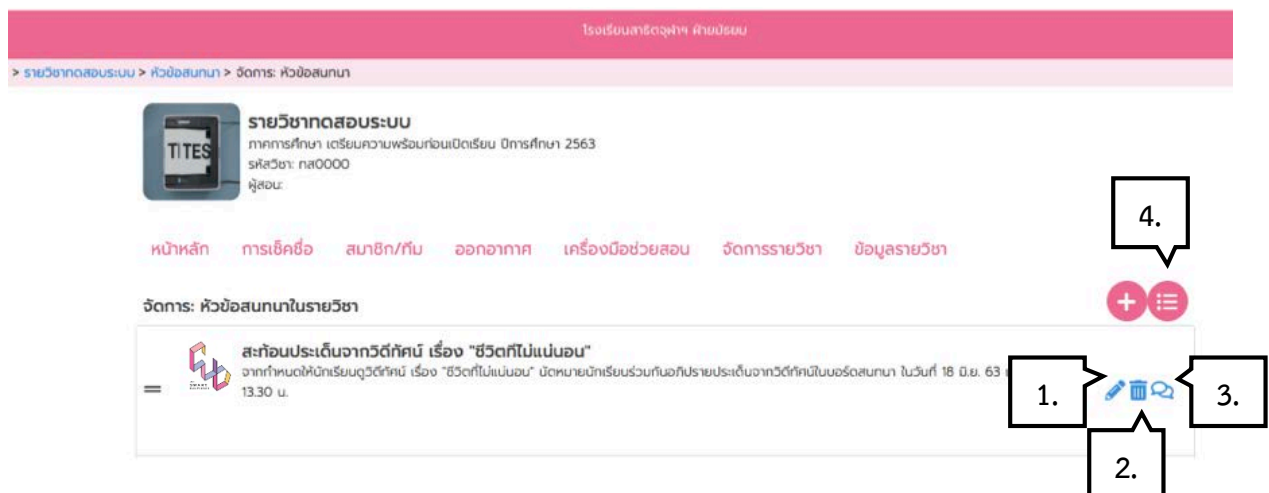 โรงเรียนสาธิตจุฬาฯ ฝ่ายมัธยม
> รายวิชาทดสอบระบบ > หัวข้อสนทนา > จัดการ: หัวข้อสนทนา
TITES
รายวิชาทดสอบระบบ
ภาคการศึกษา เตรียมความพร้อมก่อนเปิดเรียน ปีการศึกษา 2563
รหัสวิชา: ทส0000
ผู้สอน:
4.
หน้าหลัก การเช็คชื่อ สมาชิก/ทีม ออกอากาศ เครื่องมือช่วยสอน จัดการรายวิชา ข้อมูลรายวิชา
จัดการ: หัวข้อสนทนาในรายวิชา
สะท้อนประเด็นจากวิดีทัศน์ เรื่อง "ชีวิตที่ไม่แน่นอน"
จากกำหนดให้นักเรียนดูวิดีทัศน์ เรื่อง "ชีวิตที่ไม่แน่นอน" นัดหมายนักเรียนร่วมกันอภิปรายประเด็นจากวิดีทัศน์ในบอร์ดสนทนา ในวันที่ 18 มิ.ย. 63
13.30 น.
1.
3.
2.